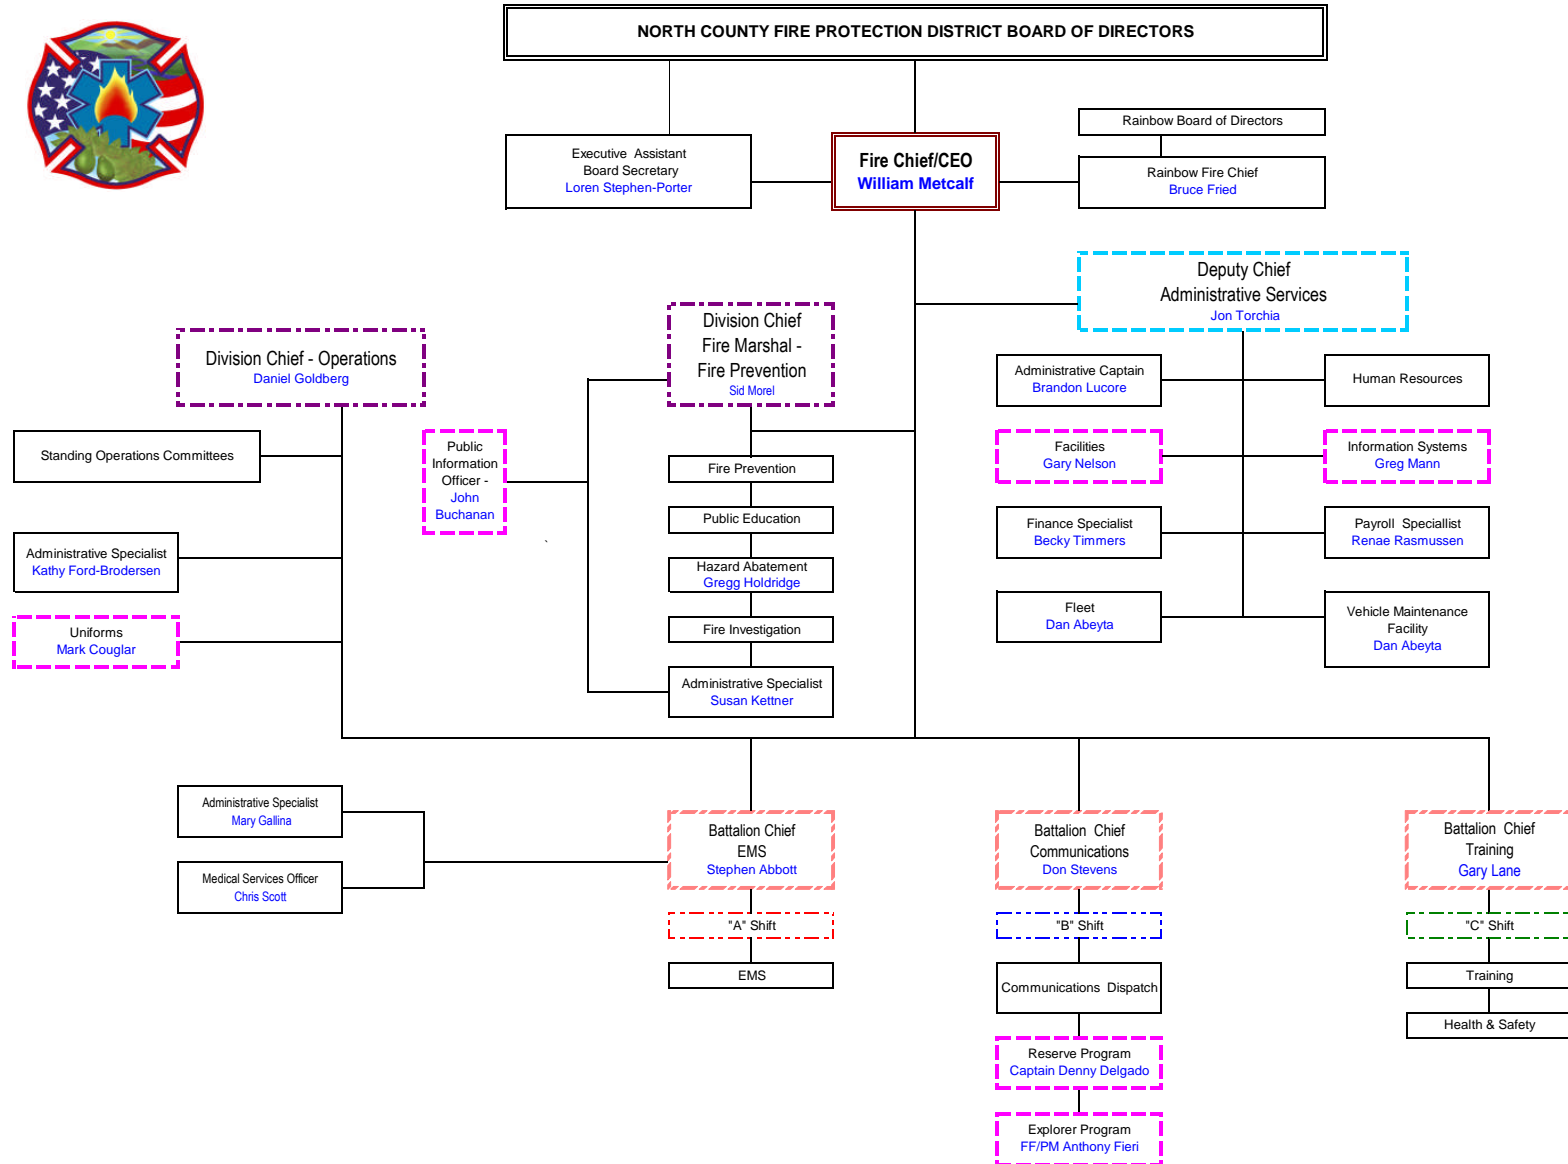 NORTH COUNTY FIRE PROTECTION DISTRICT BOARD OF DIRECTORS
Executive Assistant
Board Secretary
Loren Stephen-Porter
Fire Chief/CEO
William Metcalf
Rainbow Board of Directors
Rainbow Fire Chief
Bruce Fried
Deputy Chief
Administrative Services
Jon Torchia
Division Chief - Operations
Daniel Goldberg
Division Chief
Fire Marshal -
Fire Prevention
Sid Morel
Administrative Captain
Brandon Lucore
Human Resources
Standing Operations Committees
Public
Information
Officer -
John
Buchanan
Fire Prevention
Facilities
Gary Nelson
Information Systems
Greg Mann
Public Education
Finance Specialist
Becky Timmers
Payroll Speciallist
Renae Rasmussen
Administrative Specialist
Kathy Ford-Brodersen
`
Hazard Abatement
Gregg Holdridge
Uniforms
Mark Couglar
Fire Investigation
Fleet
Dan Abeyta
Vehicle Maintenance
Facility
Dan Abeyta
Administrative Specialist
Susan Kettner
Administrative Specialist
Mary Gallina
Medical Services Officer
Chris Scott
Battalion Chief
EMS
Stephen Abbott
"A" Shift
EMS
Battalion Chief
Communications
Don Stevens
"B" Shift
Communications Dispatch
Reserve Program
Captain Denny Delgado
Explorer Program
FF/PM Anthony Fieri
Battalion Chief
Training
Gary Lane
"C" Shift
Training
Health & Safety